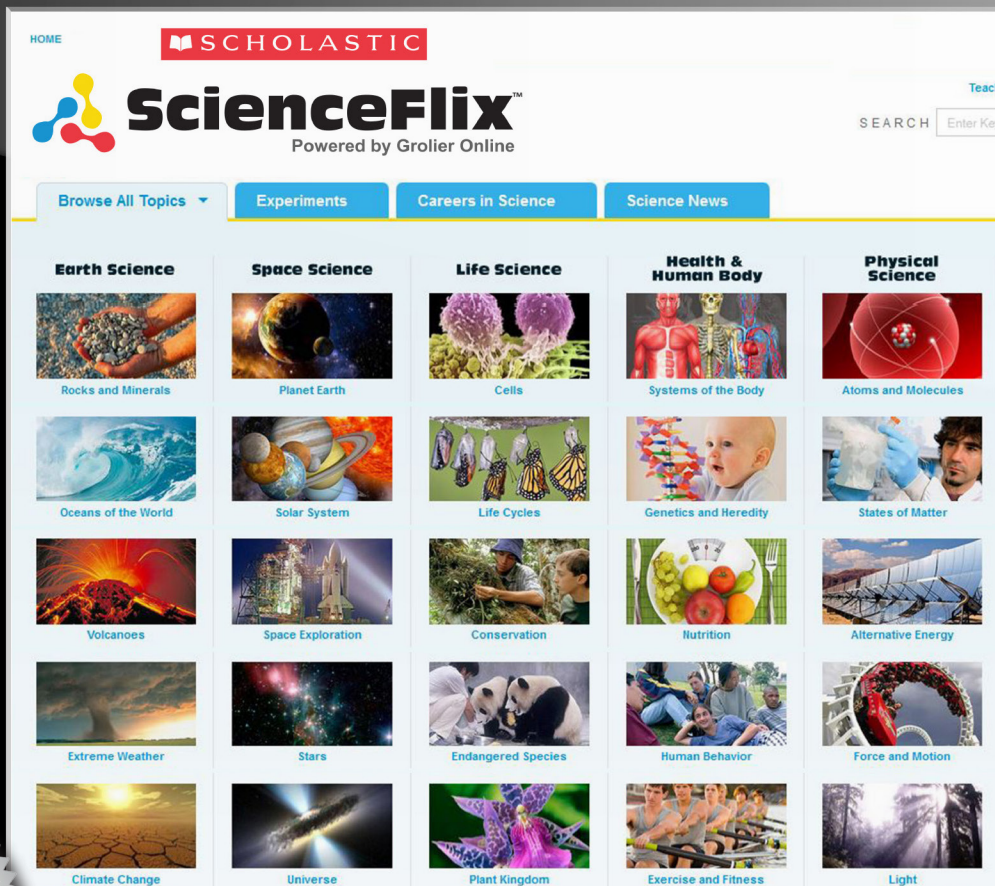 HOME
SCHOLASTIC
ScienceFlix™
Powered by Grolier Online
SEARCH
Enter
Browse All Topics
Experiments
Careers in Science
Science News
Earth Science
Space Science
Life Science
Health &
Human Body
Physical
Science
Rocks and Minerals
Planet Earth
Cells
Systems of the Body
Atoms and Molecules
Oceans of the World
Solar System
Life Cycles
Genetics and Heredity
States of Matter
Volcanoes
Space Exploration
Conservation
Nutrition
Alternative Energy
Extreme Weather
Stars
Endangered Species
Human Behavior
Force and Motion
Climate Change
Universe
Plant Kingdom
Exercise and Fitness
Light